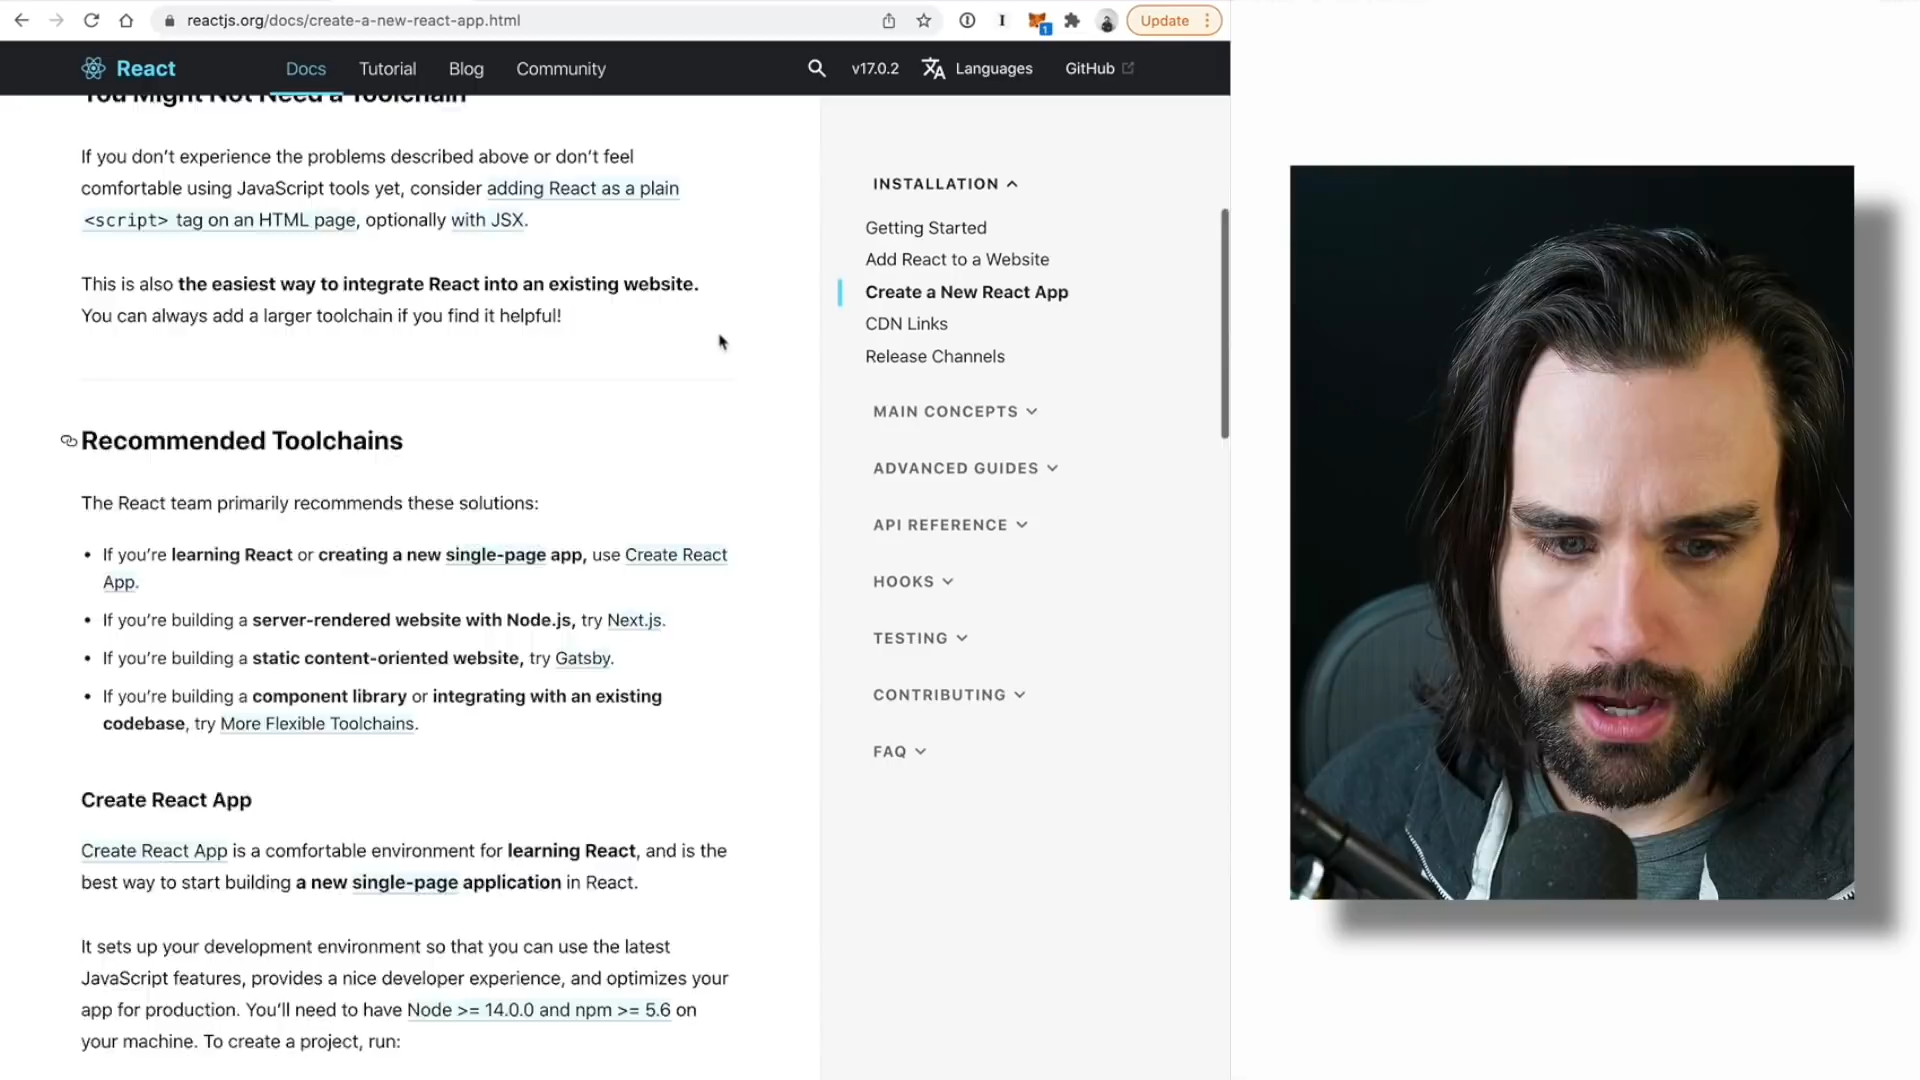 reactjs.org/docs/create-a-new-react-app.html
1
Update
React
Docs
Tutorial
Blog
Community
v17.0.2
Languages
GitHub
You Might Not Need a Toolchain
If you don’t experience the problems described above or don’t feel
comfortable using JavaScript tools yet, consider adding React as a plain
<script> tag on an HTML page, optionally with JSX.
This is also the easiest way to integrate React into an existing website.
You can always add a larger toolchain if you find it helpful!
Recommended Toolchains
The React team primarily recommends these solutions:
• If you’re learning React or creating a new single-page app, use Create React
App.
• If you’re building a server-rendered website with Node.js, try Next.js.
• If you’re building a static content-oriented website, try Gatsby.
• If you’re building a component library or integrating with an existing
codebase, try More Flexible Toolchains.
Create React App
Create React App is a comfortable environment for learning React, and is the
best way to start building a new single-page application in React.
It sets up your development environment so that you can use the latest
JavaScript features, provides a nice developer experience, and optimizes your
app for production. You’ll need to have Node >= 14.0.0 and npm >= 5.6 on
your machine. To create a project, run:
INSTALLATION
Getting Started
Add React to a Website
Create a New React App
CDN Links
Release Channels
MAIN CONCEPTS
ADVANCED GUIDES
API REFERENCE
HOOKS
TESTING
CONTRIBUTING
FAQ